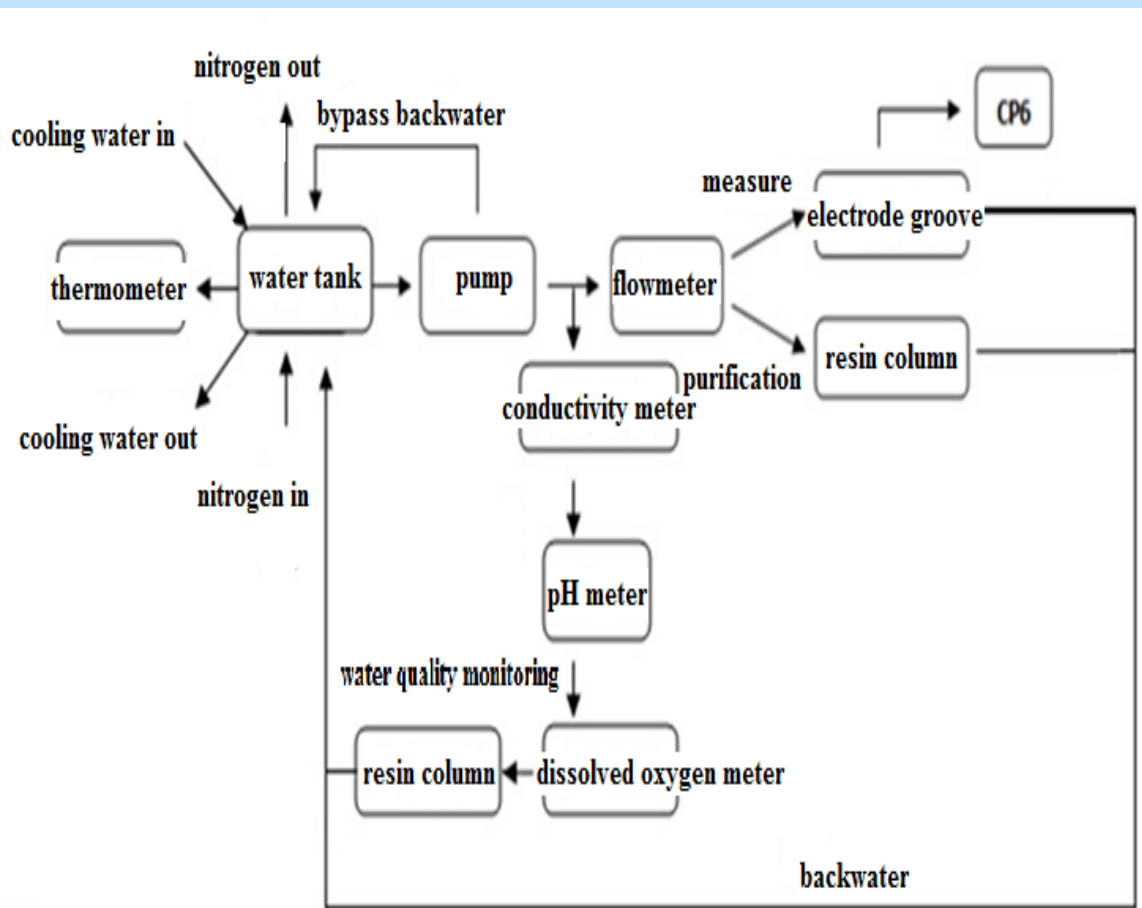 nitrogen out
bypass backwater
cooling water in
CP6
measure
electrode groove
thermometer
water tank
pump
flowmeter
resin column
purification
conductivity meter
cooling water out
nitrogen in
pH meter
water quality monitoring
resin column
dissolved oxygen meter
backwater